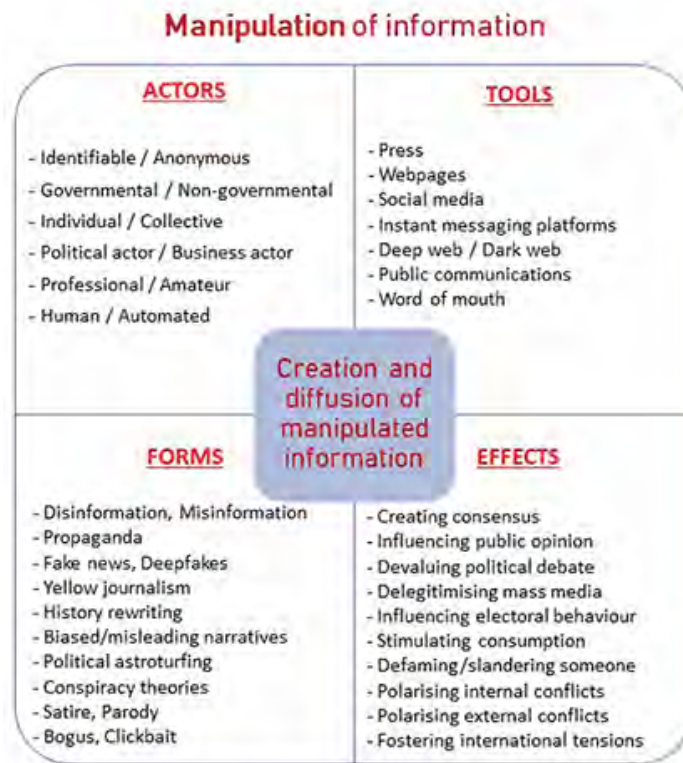 Manipulation of information
ACTORS
- Identifiable / Anonymous
- Governmental / Non-governmental
- Individual / Collective
- Political actor / Business actor
- Professional / Amateur
- Human / Automated
TOOLS
- Press
- Webpages
- Social media
- Instant messaging platforms
- Deep web / Dark web
- Public communications
- Word of mouth
Creation and
diffusion of
manipulated
information
FORMS
- Disinformation, Misinformation
- Propaganda
- Fake news, Deepfakes
- Yellow journalism
- History rewriting
- Biased/misleading narratives
- Political astroturfing
- Conspiracy theories
- Satire, Parody
- Bogus, Clickbait
EFFECTS
- Creating consensus
- Influencing public opinion
- Devaluing political debate
- Delegitimising mass media
- Influencing electoral behaviour
- Stimulating consumption
- Defaming/slandering someone
- Polarising internal conflicts
- Polarising external conflicts
- Fostering international tensions